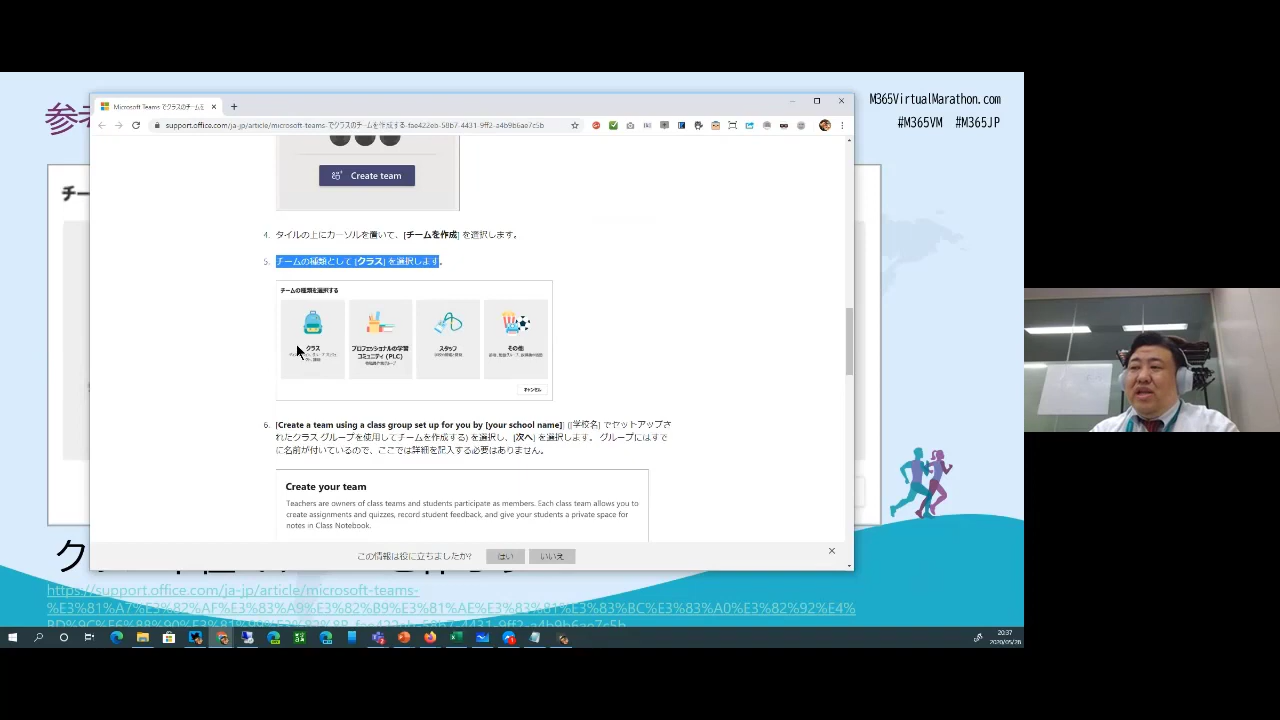 M365VirtualMarathon.com
#M365VM #M365JP
参考
Microsoft Teams でクラスのチームを
support.office.com/ja-jp/article/microsoft-teams-でクラスのチームを作成する-fae422eb-58b7-4431-9ff2-a4b9b6ae7c5c
チー
Create team
4. タイルの上にカーソルを置いて、[チームを作成] を選択します。
5. チームの種類として [クラス] を選択します。
チームの種類を選択する
クラス
プロフェッショナルの学習
コミュニティ (PLC)
スタッフ
その他
キャンセル
6. [Create a team using a class group set up for you by [your school name]] ([学校名] でセットアップさ
れたクラス グループを使用してチームを作成する) を選択し、[次へ] を選択します。 グループにはすで
に名前が付いているので、ここでは詳細を記入する必要はありません。
Create your team
Teachers are owners of class teams and students participate as members. Each class team allows you to
create assignments and quizzes, record student feedback, and give your students a private space for
notes in Class Notebook.
この情報は役に立ちましたか?
はい
いいえ
ク
https://support.office.com/ja-jp/article/microsoft-teams-
%E3%81%A7%E3%82%AF%E3%83%A9%E3%82%B9%E3%81%AE%E3%83%81%E3%83%BC%E3%83%A0%E3%82%92%E4%
20:37
2020/05/28